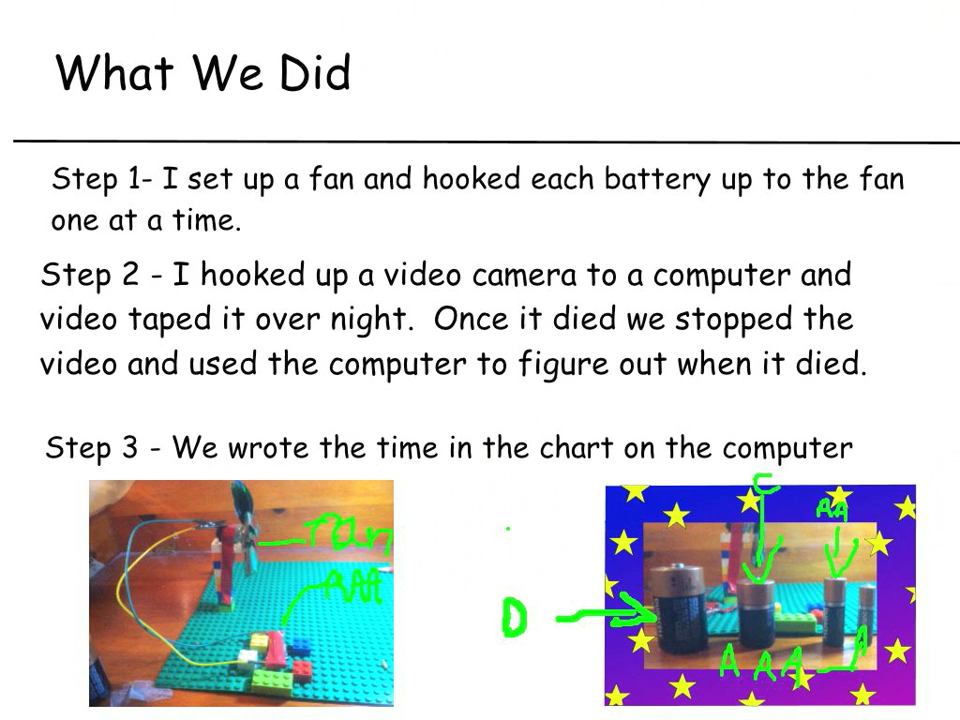 What We Did
Step 1- I set up a fan and hooked each battery up to the fan
one at a time.
Step 2 - I hooked up a video camera to a computer and
video taped it over night.  Once it died we stopped the
video and used the computer to figure out when it died.
Step 3 - We wrote the time in the chart on the computer
fan
AAA
C
AA
D
AAA